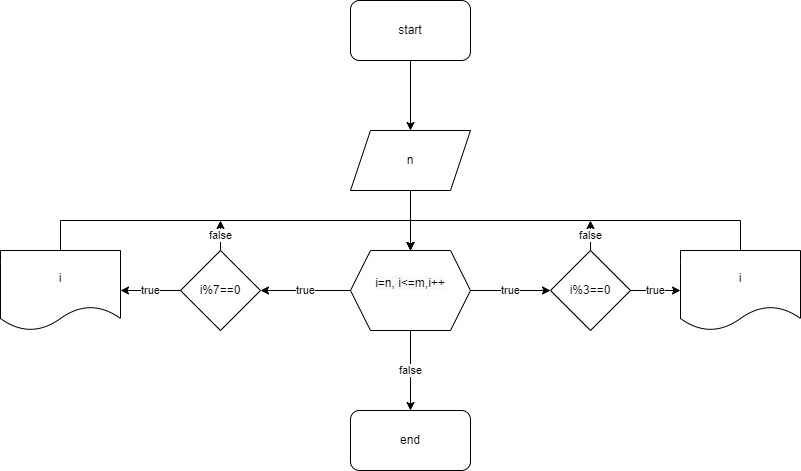 start
n
false
false
i
true
i%7==0
true
i=n, i<=m,i++
true
i%3==0
true
i
false
end